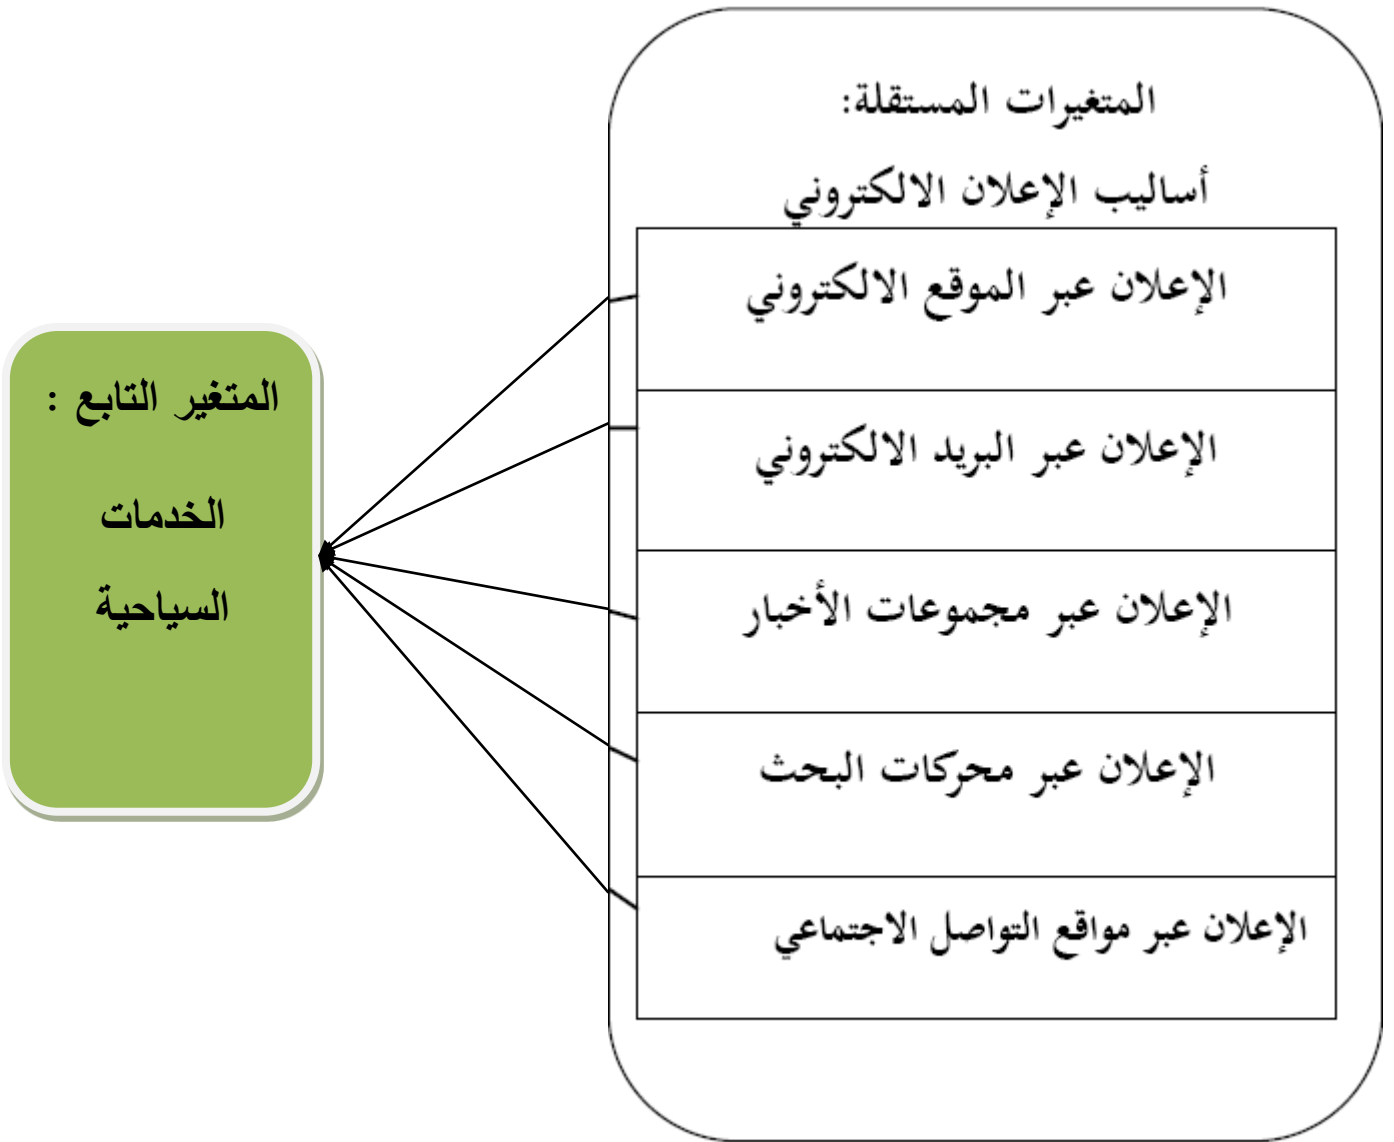 المتغيرات المستقلة:
أساليب الإعلان الالكتروني
الإعلان عبر الموقع الالكتروني
الإعلان عبر البريد الالكتروني
الإعلان عبر مجموعات الأخبار
الإعلان عبر محركات البحث
الإعلان عبر مواقع التواصل الاجتماعي
المتغير التابع :
الخدمات
السياحية